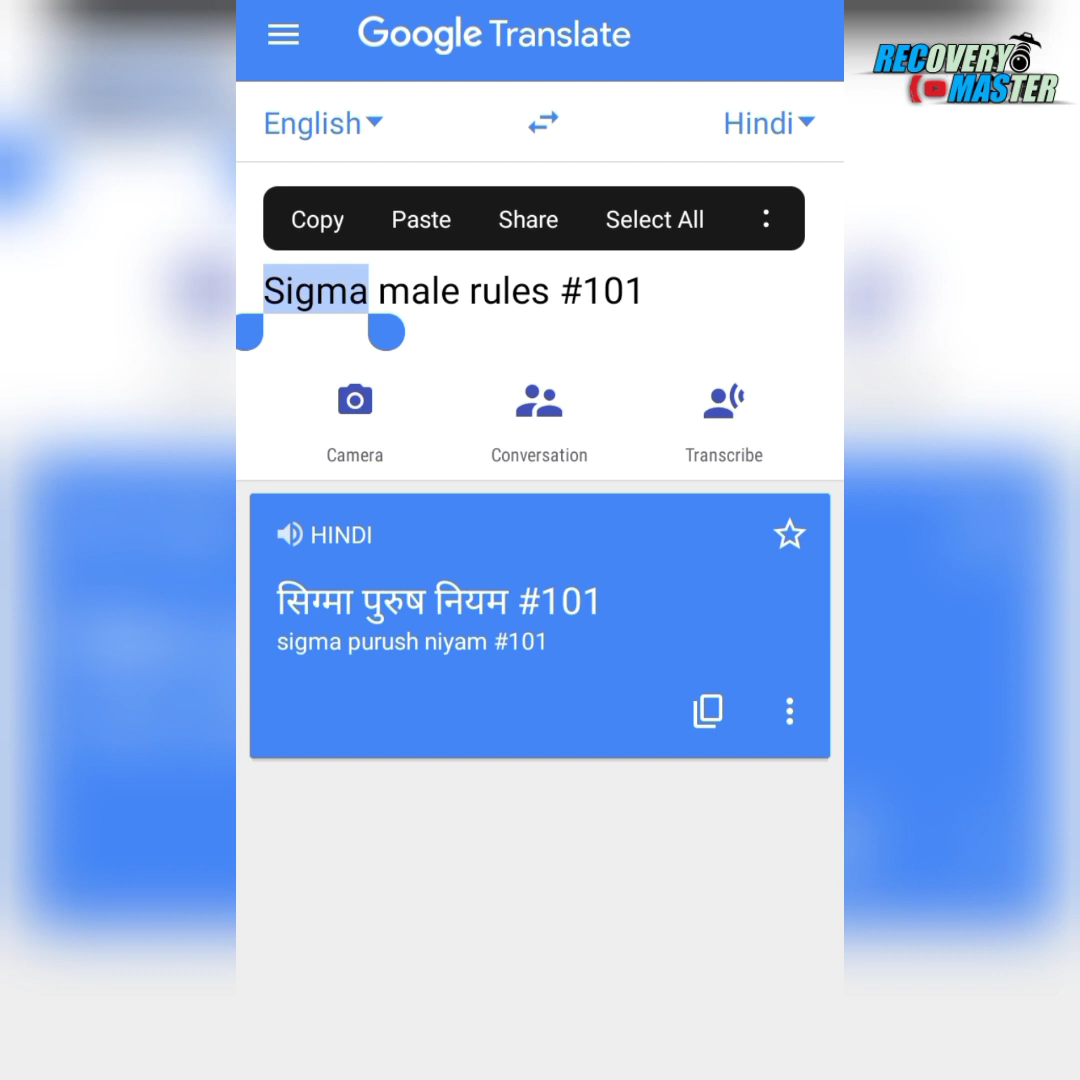 Google Translate
RECOVERY
MASTER
English
Hindi
Copy Paste Share Select All
Sigma male rules #101
Camera Conversation Transcribe
HINDI
सिग्मा पुरुष नियम #101
sigma purush niyam #101